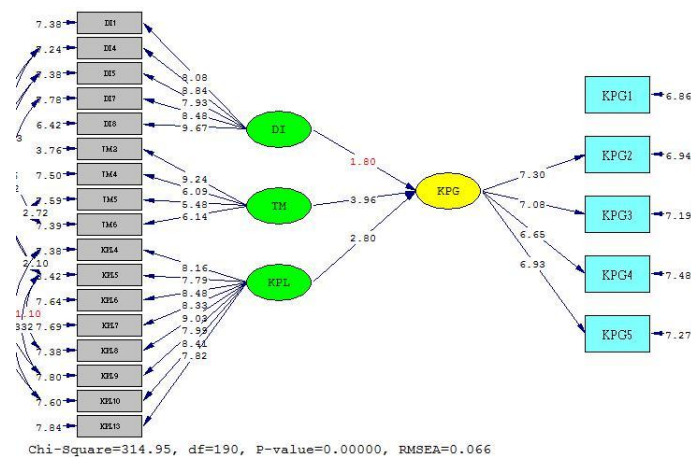 7.38 DI1
7.24 DI4
7.38 DI5
7.78 DI7
6.42 DI8
3.76 TM3
7.50 TM4
7.59 TM5
2.72
7.39 TM6
7.38 KPL4
2.10
8.42 KPL5
7.64 KPL6
1.10
7.69 KPL7
7.38 KPL8
7.80 KPL9
7.60 KPL10
7.84 KPL13
8.08
8.84
7.93
8.48
9.67
DI
9.24
6.09
5.48
6.14
TM
8.16
7.79
8.48
8.33
9.03
7.99
8.41
7.82
KPL
1.80
3.96
2.80
KPG
7.30
7.08
6.65
6.93
KPG1 6.86
KPG2 6.94
KPG3 7.19
KPG4 7.48
KPG5 7.27
Chi-Square=314.95, df=190, P-value=0.00000, RMSEA=0.066